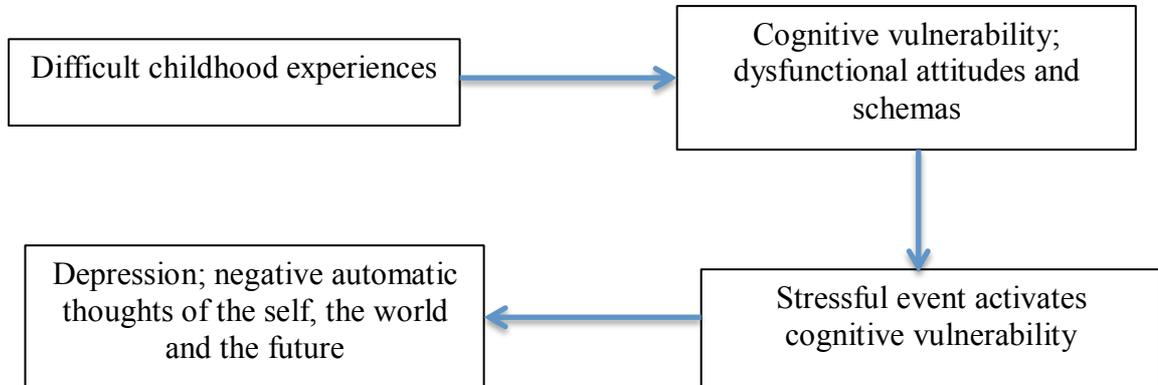 Difficult childhood experiences
Cognitive vulnerability;
dysfunctional attitudes and
schemas
Stressful event activates
cognitive vulnerability
Depression; negative automatic
thoughts of the self, the world
and the future